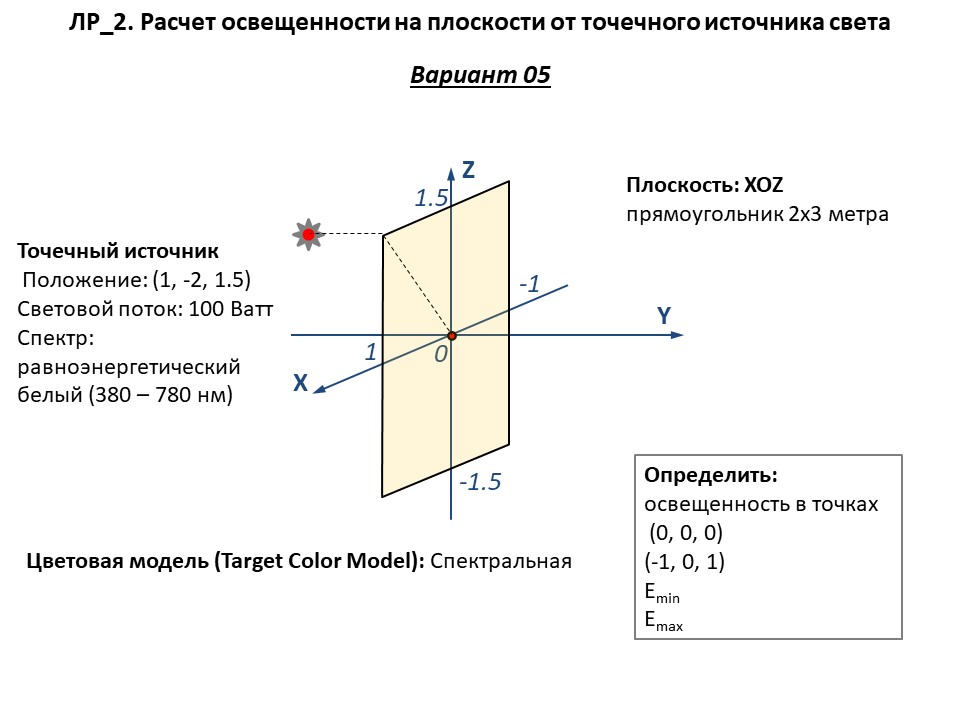 ЛР_2. Расчет освещенности на плоскости от точечного источника света
Вариант 05
Z
1.5
Плоскость: XOZ
прямоугольник 2х3 метра
Точечный источник
Положение: (1, -2, 1.5)
Световой поток: 100 Ватт
Спектр:
равноэнергетический
белый (380 – 780 нм)
-1
Y
1
0
X
-1.5
Определить:
освещенность в точках
(0, 0, 0)
(-1, 0, 1)
Emin
Emax
Цветовая модель (Target Color Model): Спектральная